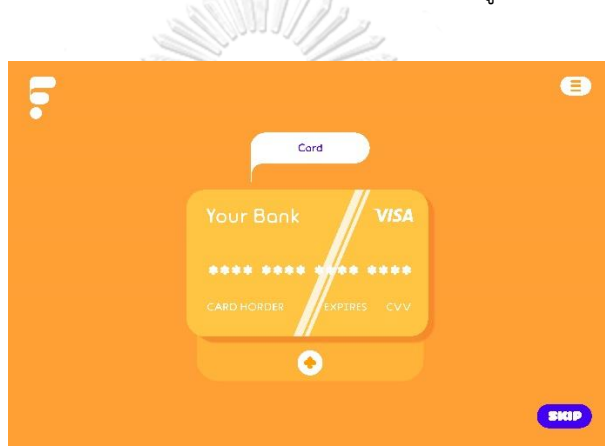 Card
Your Bank VISA
**** **** **** ****
CARD HORDER EXPIRES CVV
SKIP